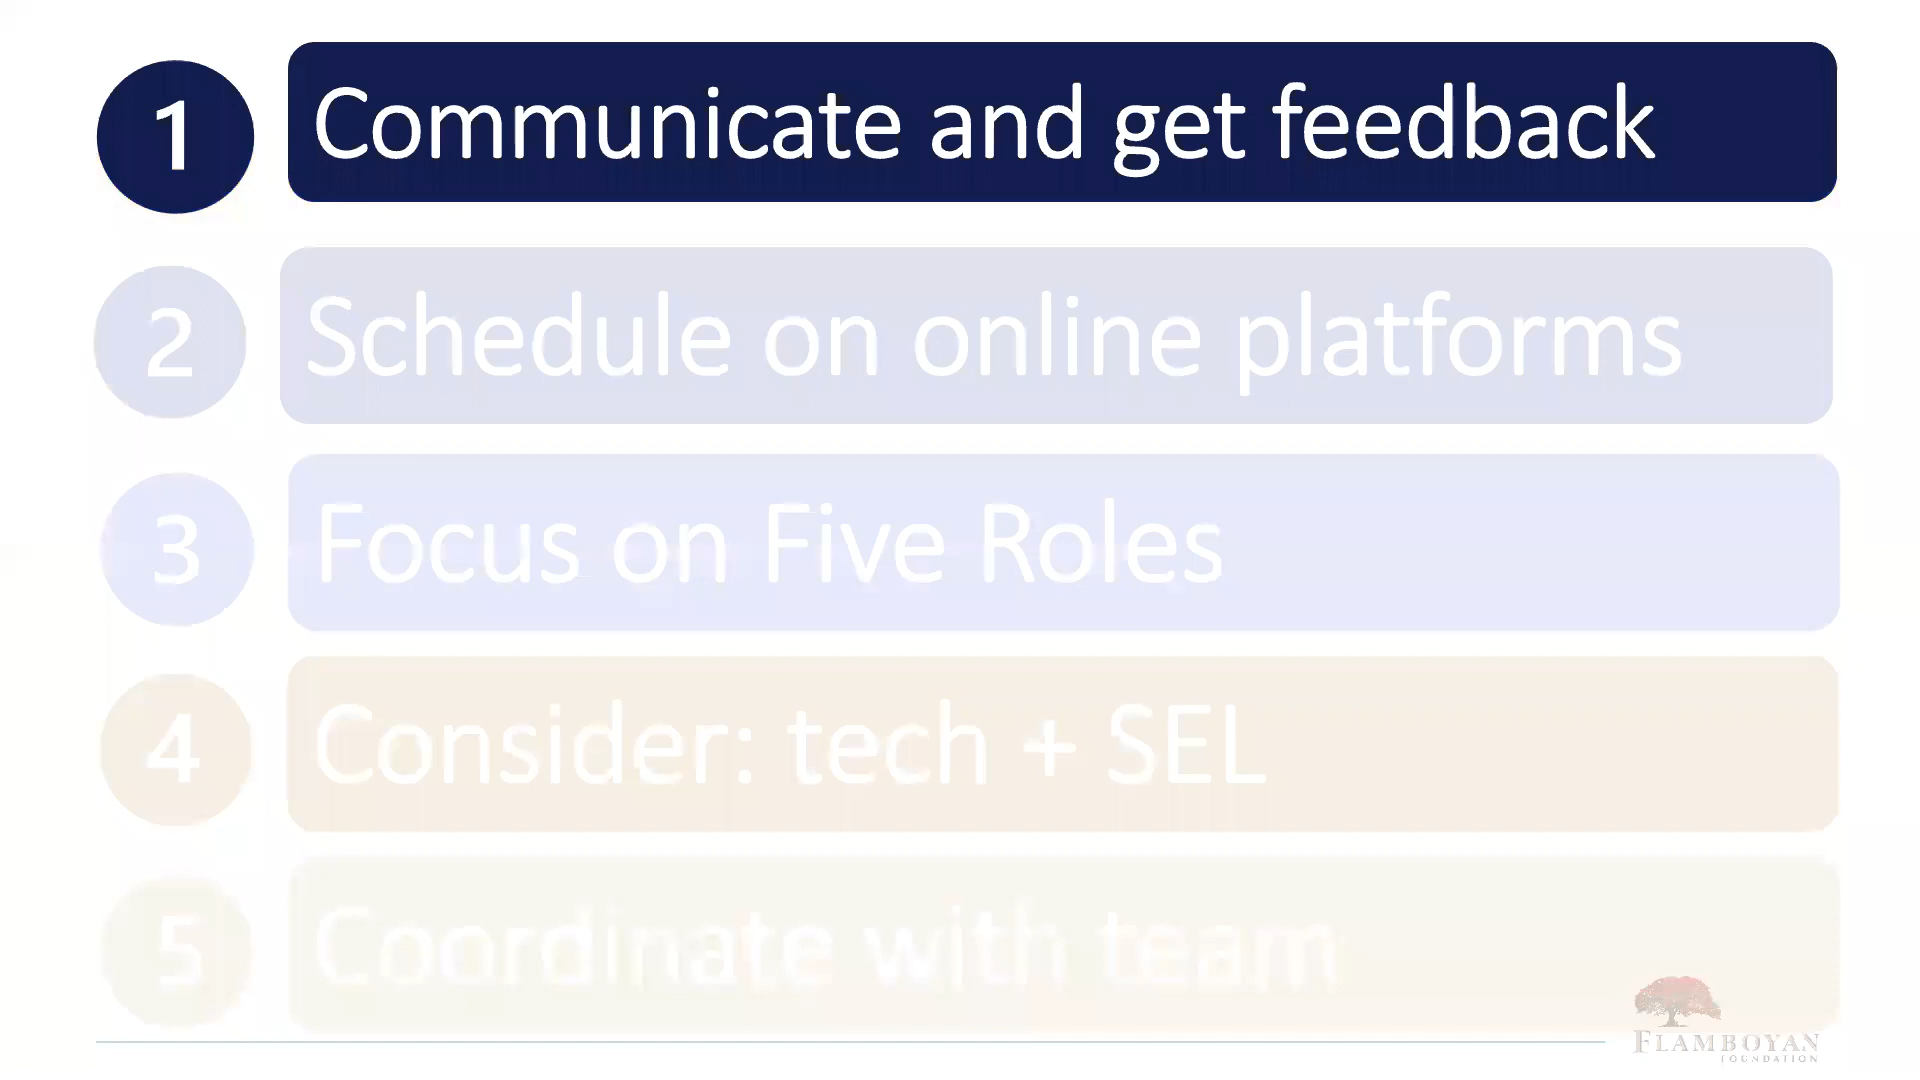 1 Communicate and get feedback
2 Schedule on online platforms
3 Focus on Five Roles
4 Consider: tech + SEL
5 Coordinate with team
FLAMBOYAN
FOUNDATION